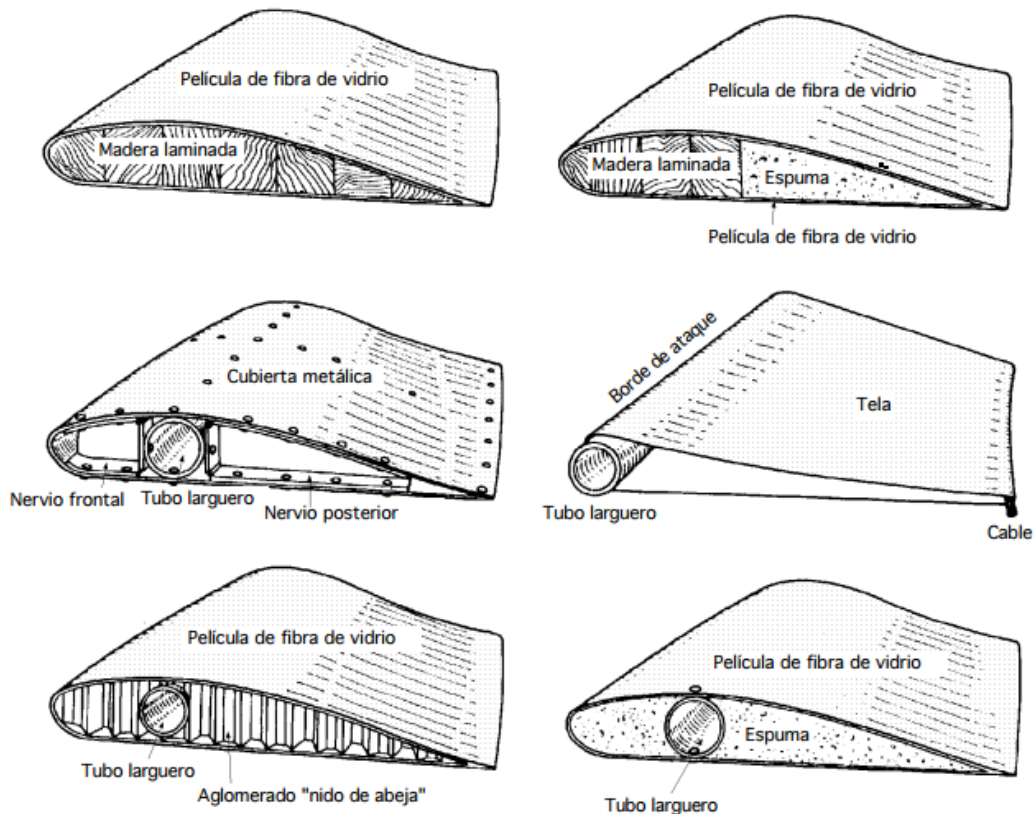 Película de fibra de vidrio
Madera laminada
Película de fibra de vidrio
Madera laminada
Espuma
Película de fibra de vidrio
Cubierta metálica
Nervio frontal
Tubo larguero
Nervio posterior
Borde de ataque
Tela
Tubo larguero
Cable
Película de fibra de vidrio
Tubo larguero
Aglomerado "nido de abeja"
Película de fibra de vidrio
Espuma
Tubo larguero